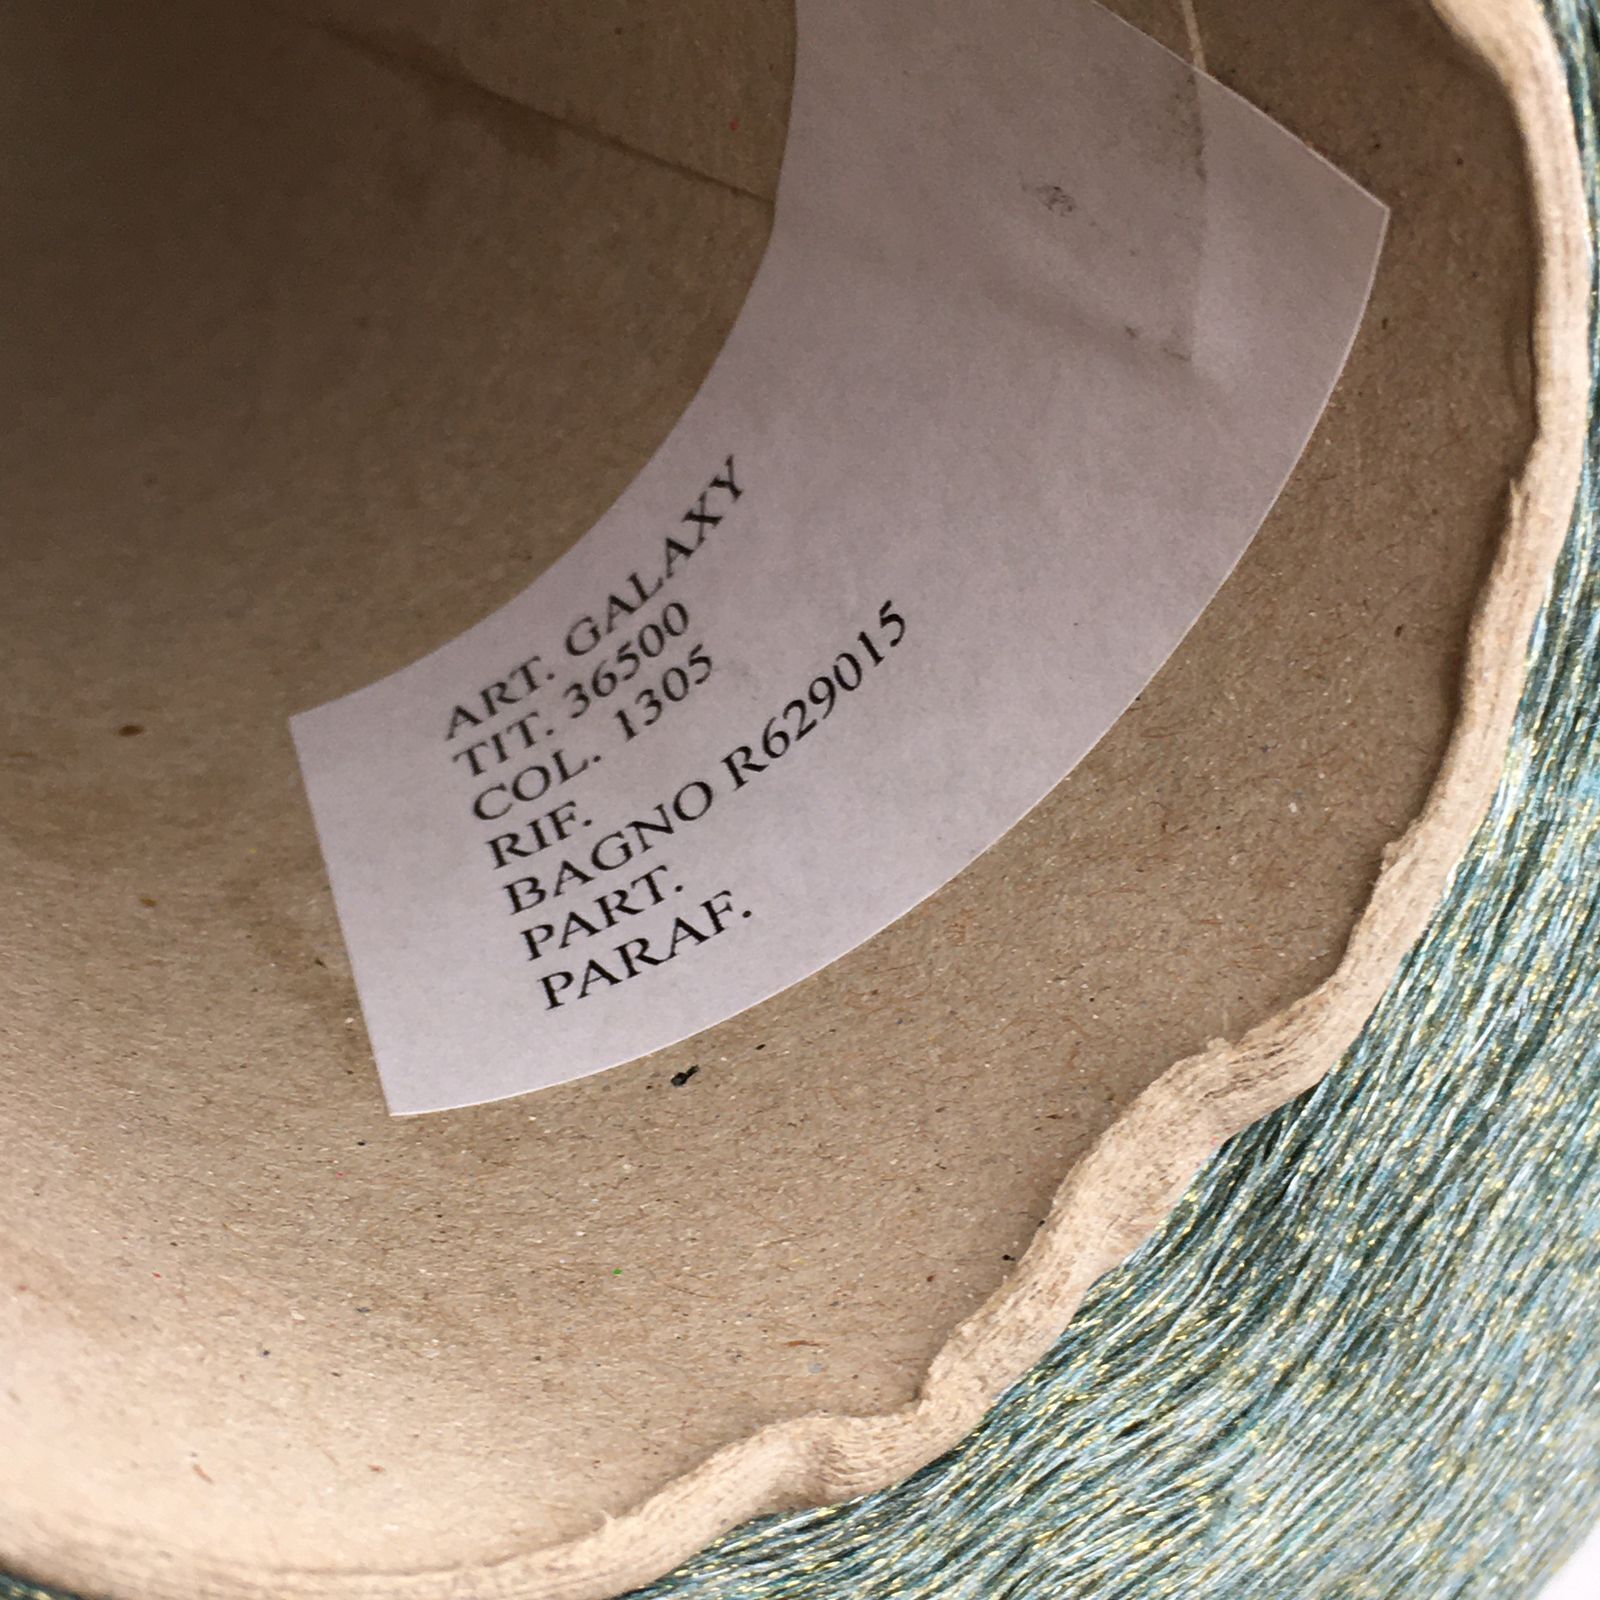 ART. GALAXY
TIT. 36500
COL. 1305
RIF.
BAGNO R629015
PART.
PARAF.